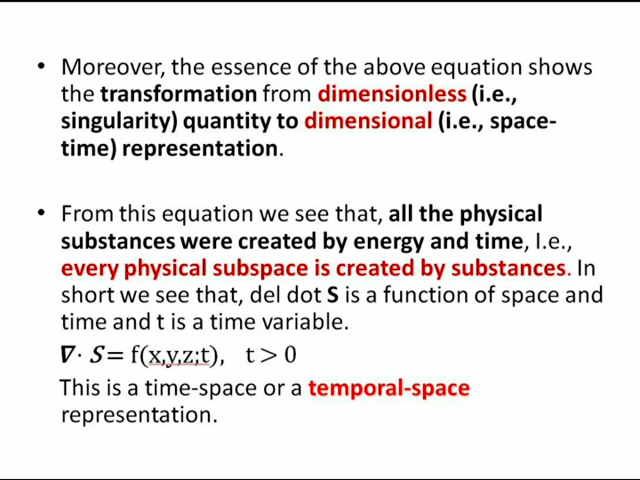 • Moreover, the essence of the above equation shows
the transformation from dimensionless (i.e.,
singularity) quantity to dimensional (i.e., space-
time) representation.
• From this equation we see that, all the physical
substances were created by energy and time, I.e.,
every physical subspace is created by substances. In
short we see that, del dot S is a function of space and
time and t is a time variable.
∇· S = f(x,y,z;t), t > 0
This is a time-space or a temporal-space
representation.